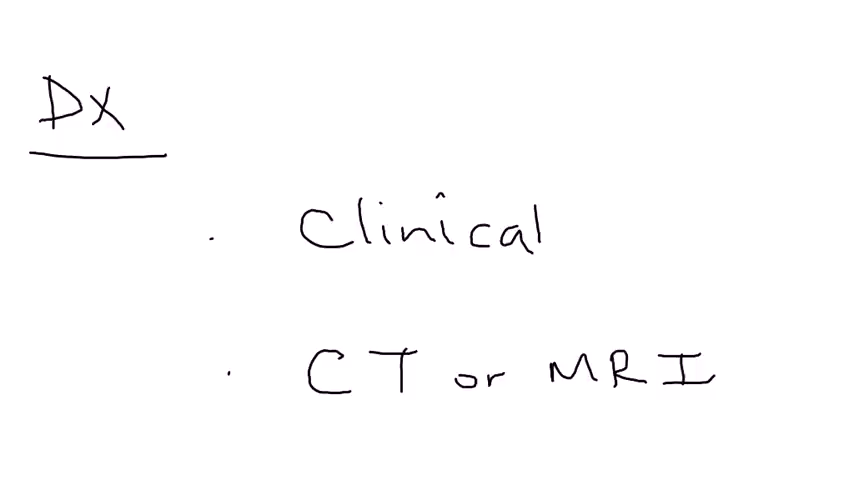 Dx
· Clinical
· CT or MRI